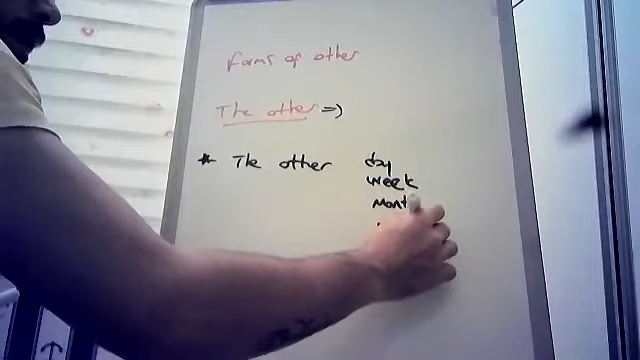 forms of other
The other =>
* The other day
week
mont